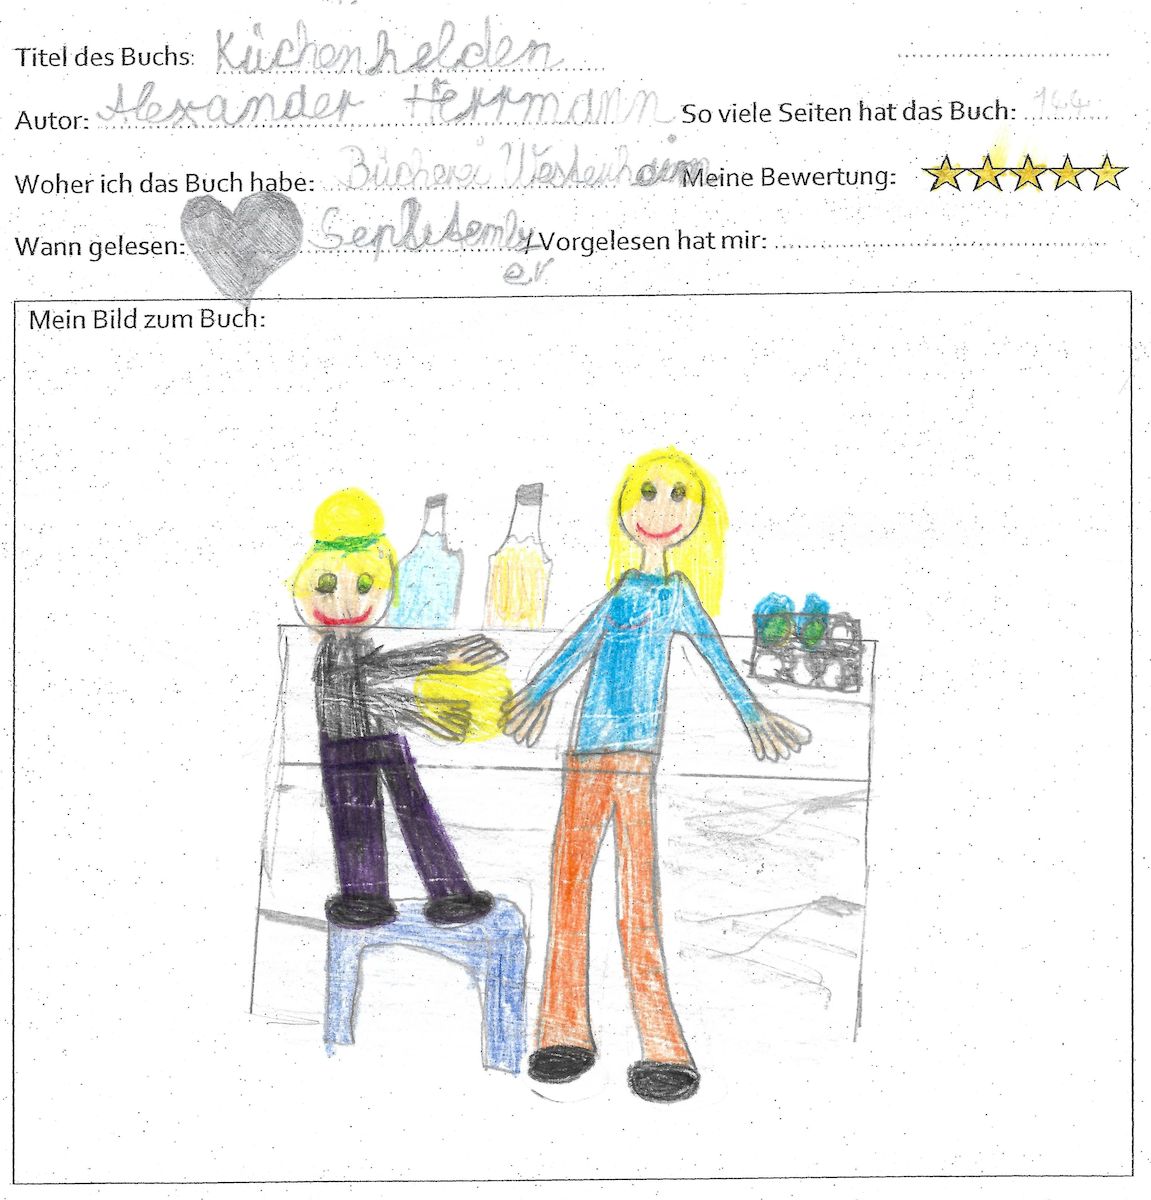 Titel des Buchs: Küchenhelden
Autor: Alexander Herrmann
So viele Seiten hat das Buch: 144
Woher ich das Buch habe: Bücherei Westerheim
Meine Bewertung:
Wann gelesen: September
/ Vorgelesen hat mir:
Mein Bild zum Buch: